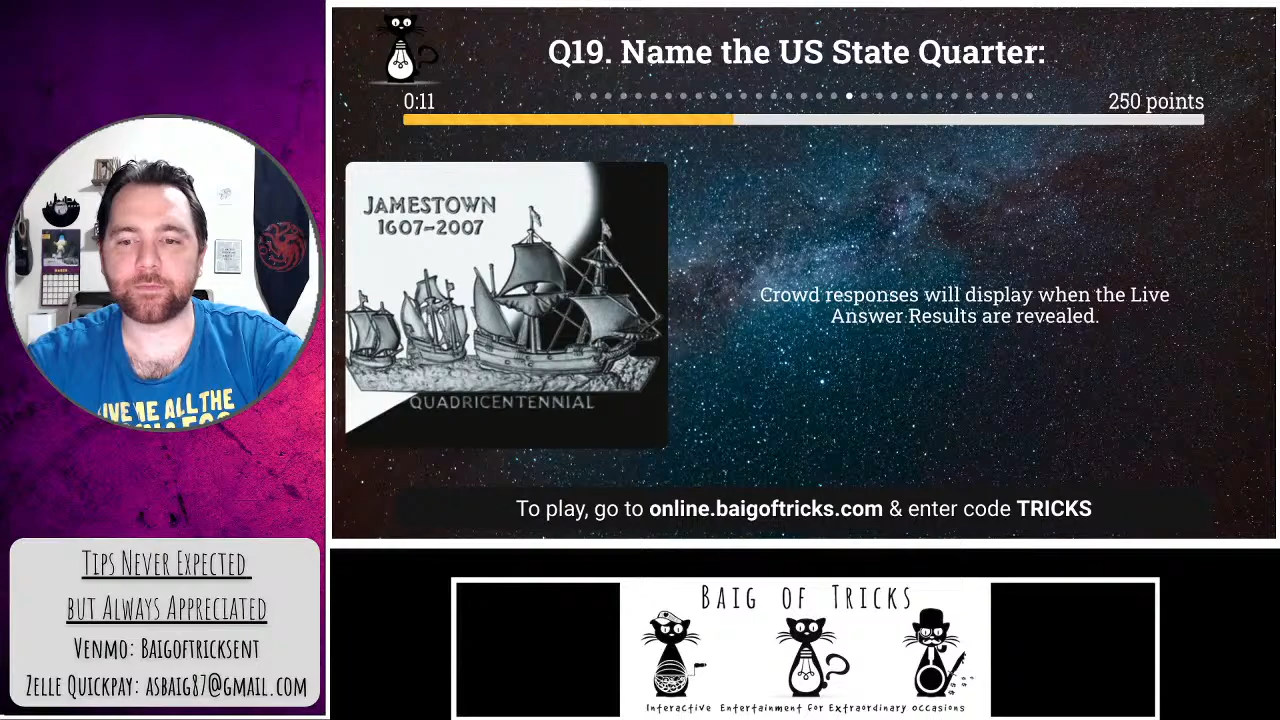 Q19. Name the US State Quarter:
0:11
250 points
JAMESTOWN
1607-2007
QUADRICENTENNIAL
Crowd responses will display when the Live
Answer Results are revealed.
To play, go to online.baigoftricks.com & enter code TRICKS
TIPS NEVER EXPECTED
BUT ALWAYS APPRECIATED
VENMO: BAIGOFTRICKSENT
ZELLE QUICKPAY: ASBAIG87@GMAIL.COM
BAIG OF TRICKS
Interactive Entertainment for Extraordinary Occasions
ALL THE